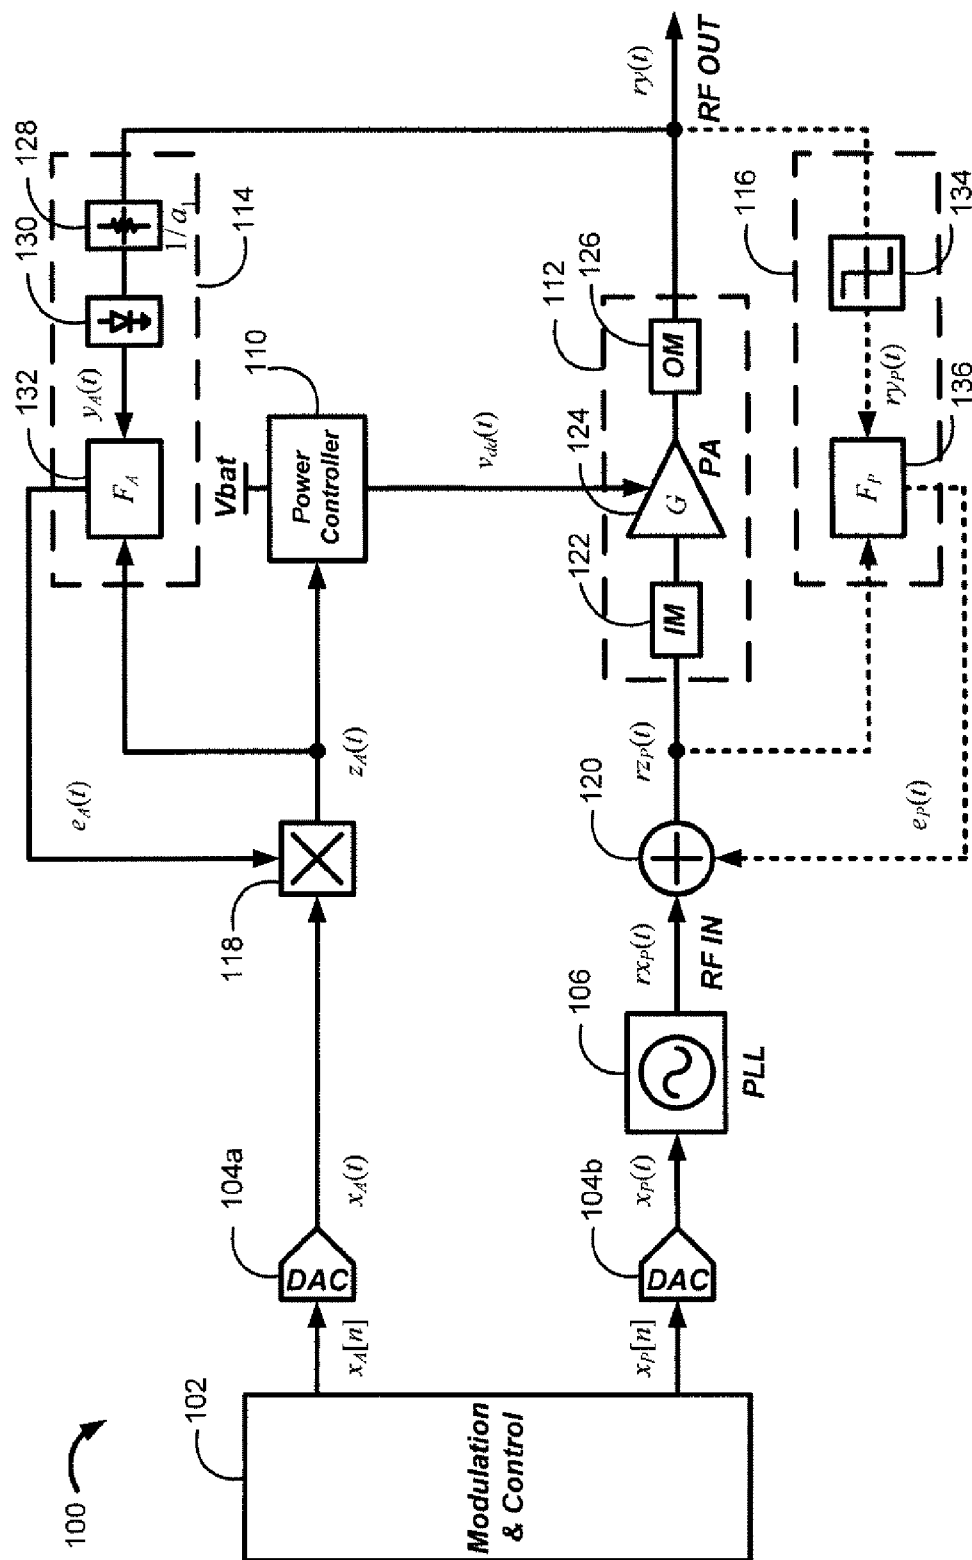 100
102
Modulation
& Control
x_A[n]
x_P[n]
104a
DAC
x_A(t)
104b
DAC
x_P(t)
106
PLL
rx_P(t)
RF IN
118
e_A(t)
z_A(t)
120
rz_P(t)
e_P(t)
132
F_A
y_A(t)
130
128
1/a_1
114
Vbat
110
Power
Controller
v_dd(t)
112
122
IM
124
G
PA
126
OM
ry(t)
RF OUT
116
134
ry_P(t)
F_P
136